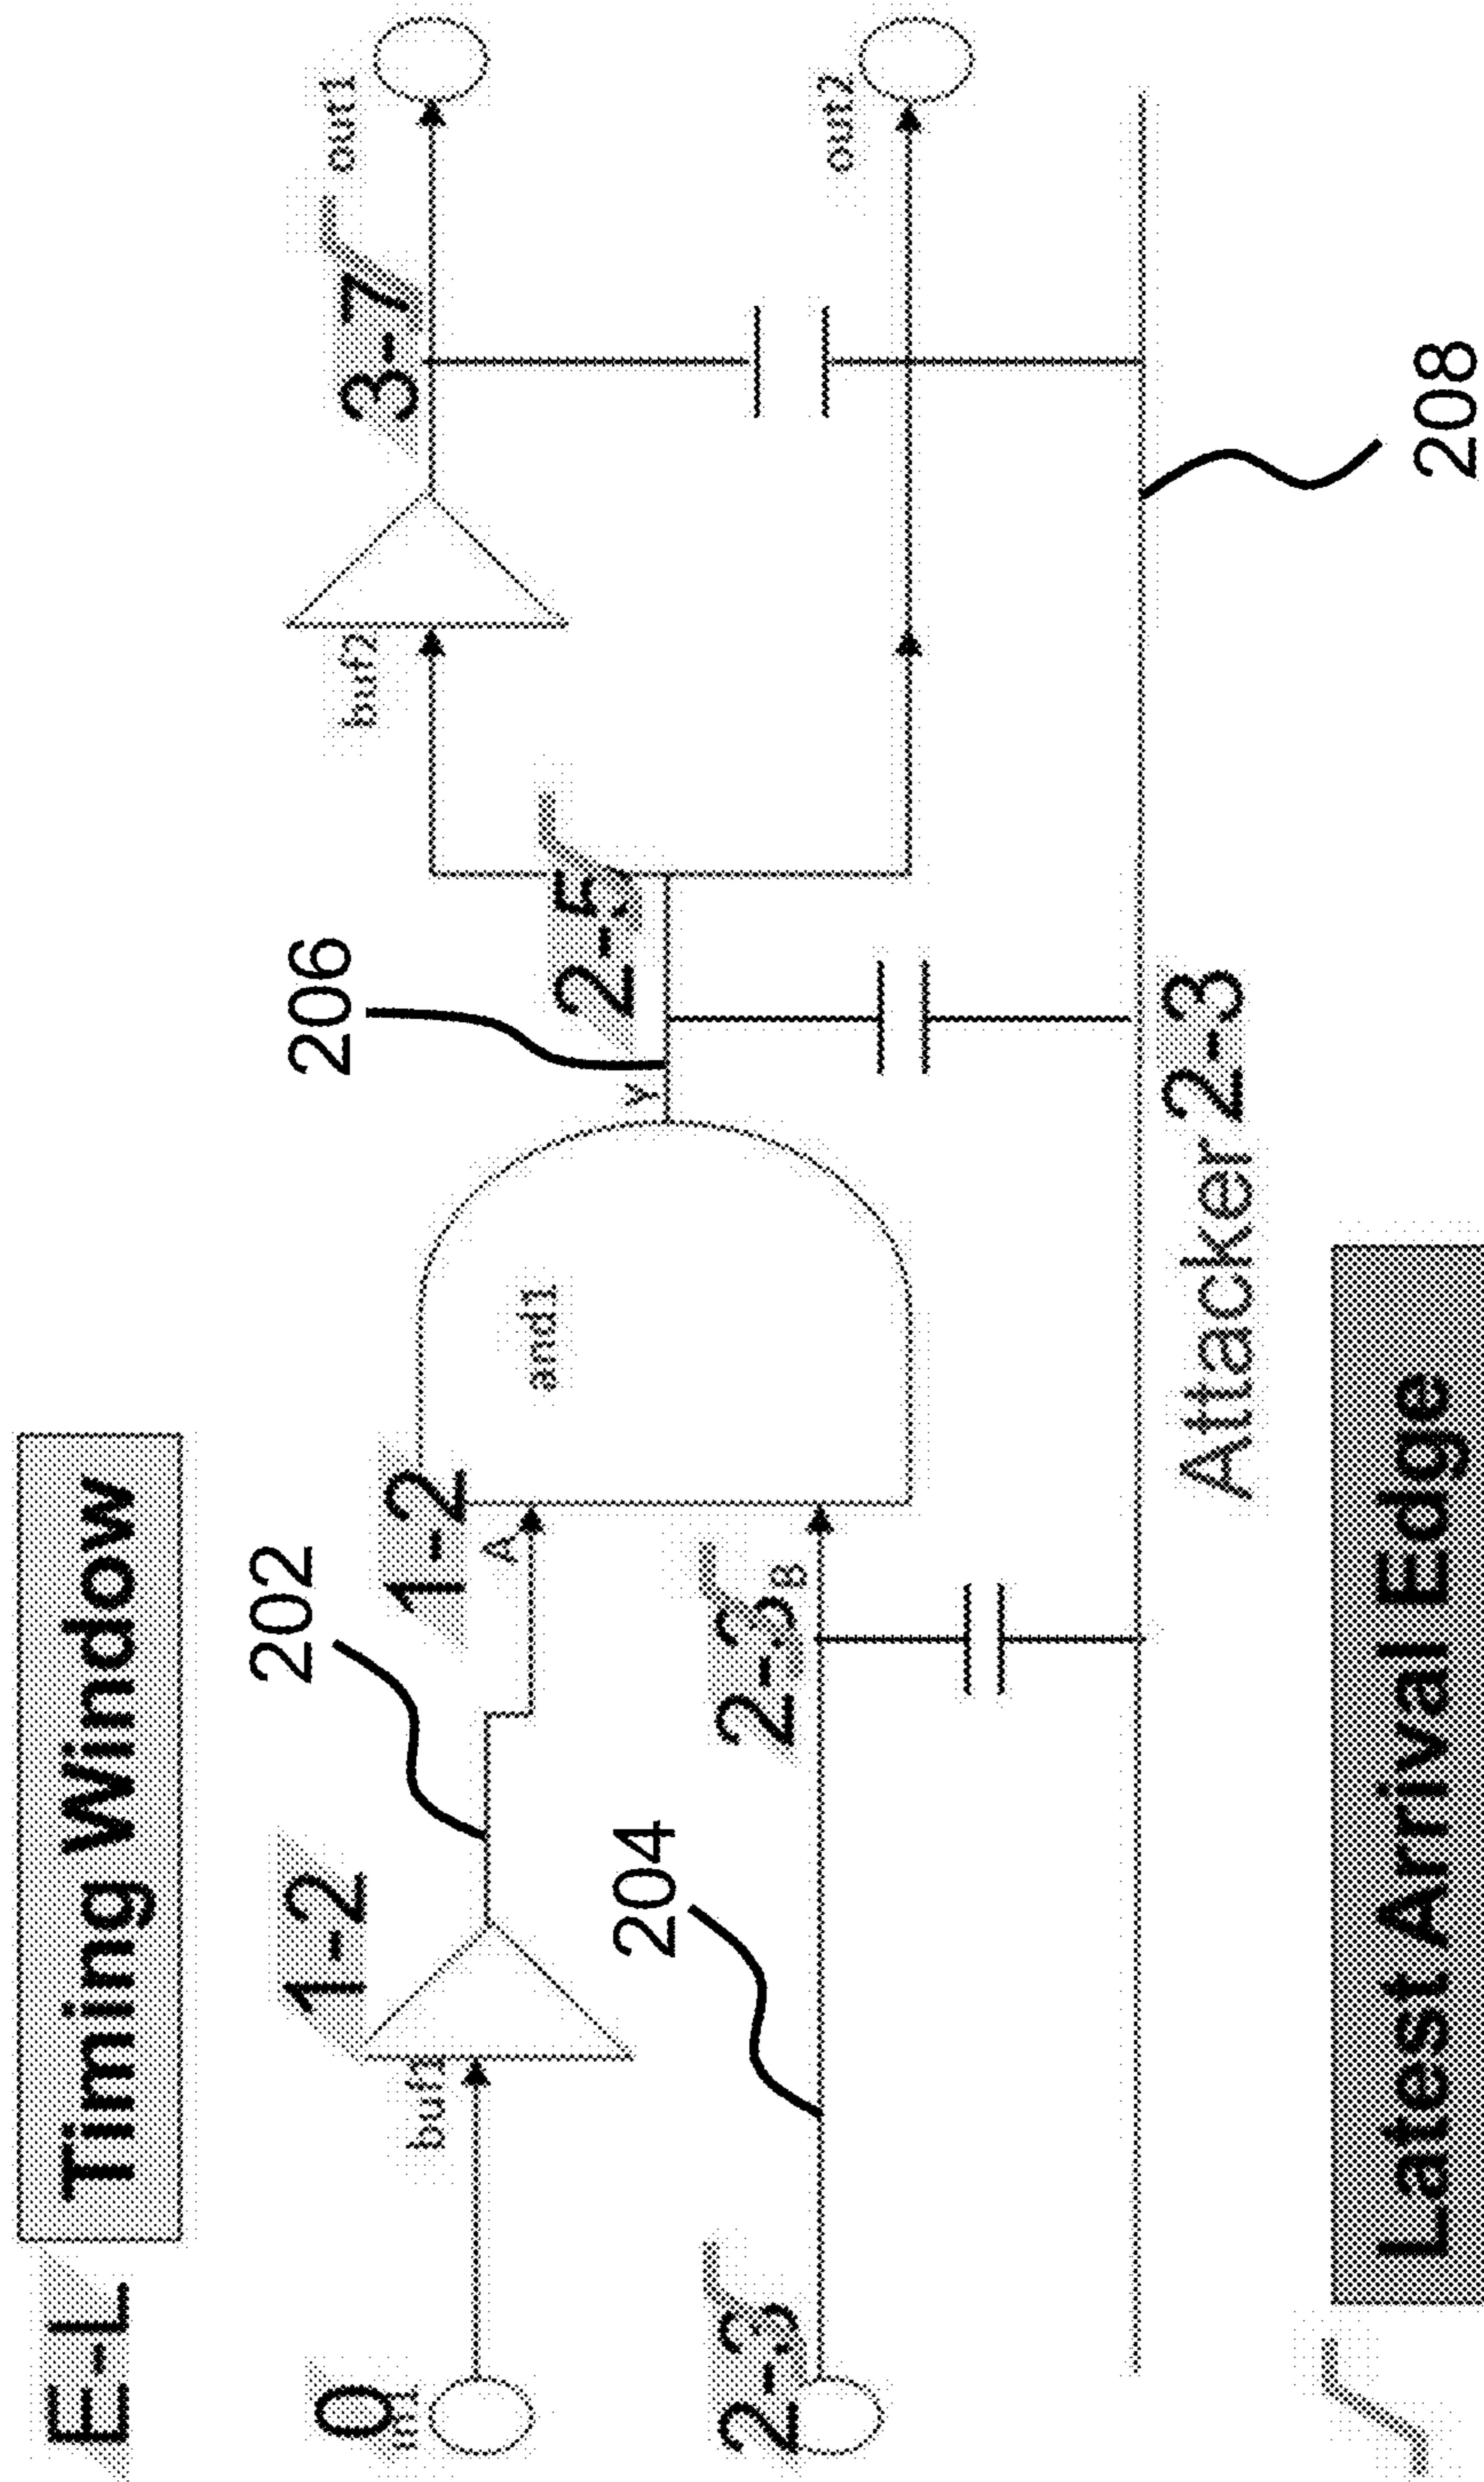 E-L Timing Window
0
in1
buf1
1-2
202
1-2
A
2-3
204
2-3
B
and1
Y
206
2-5
buf2
3-7
out1
out2
Attacker 2-3
208
Latest Arrival Edge